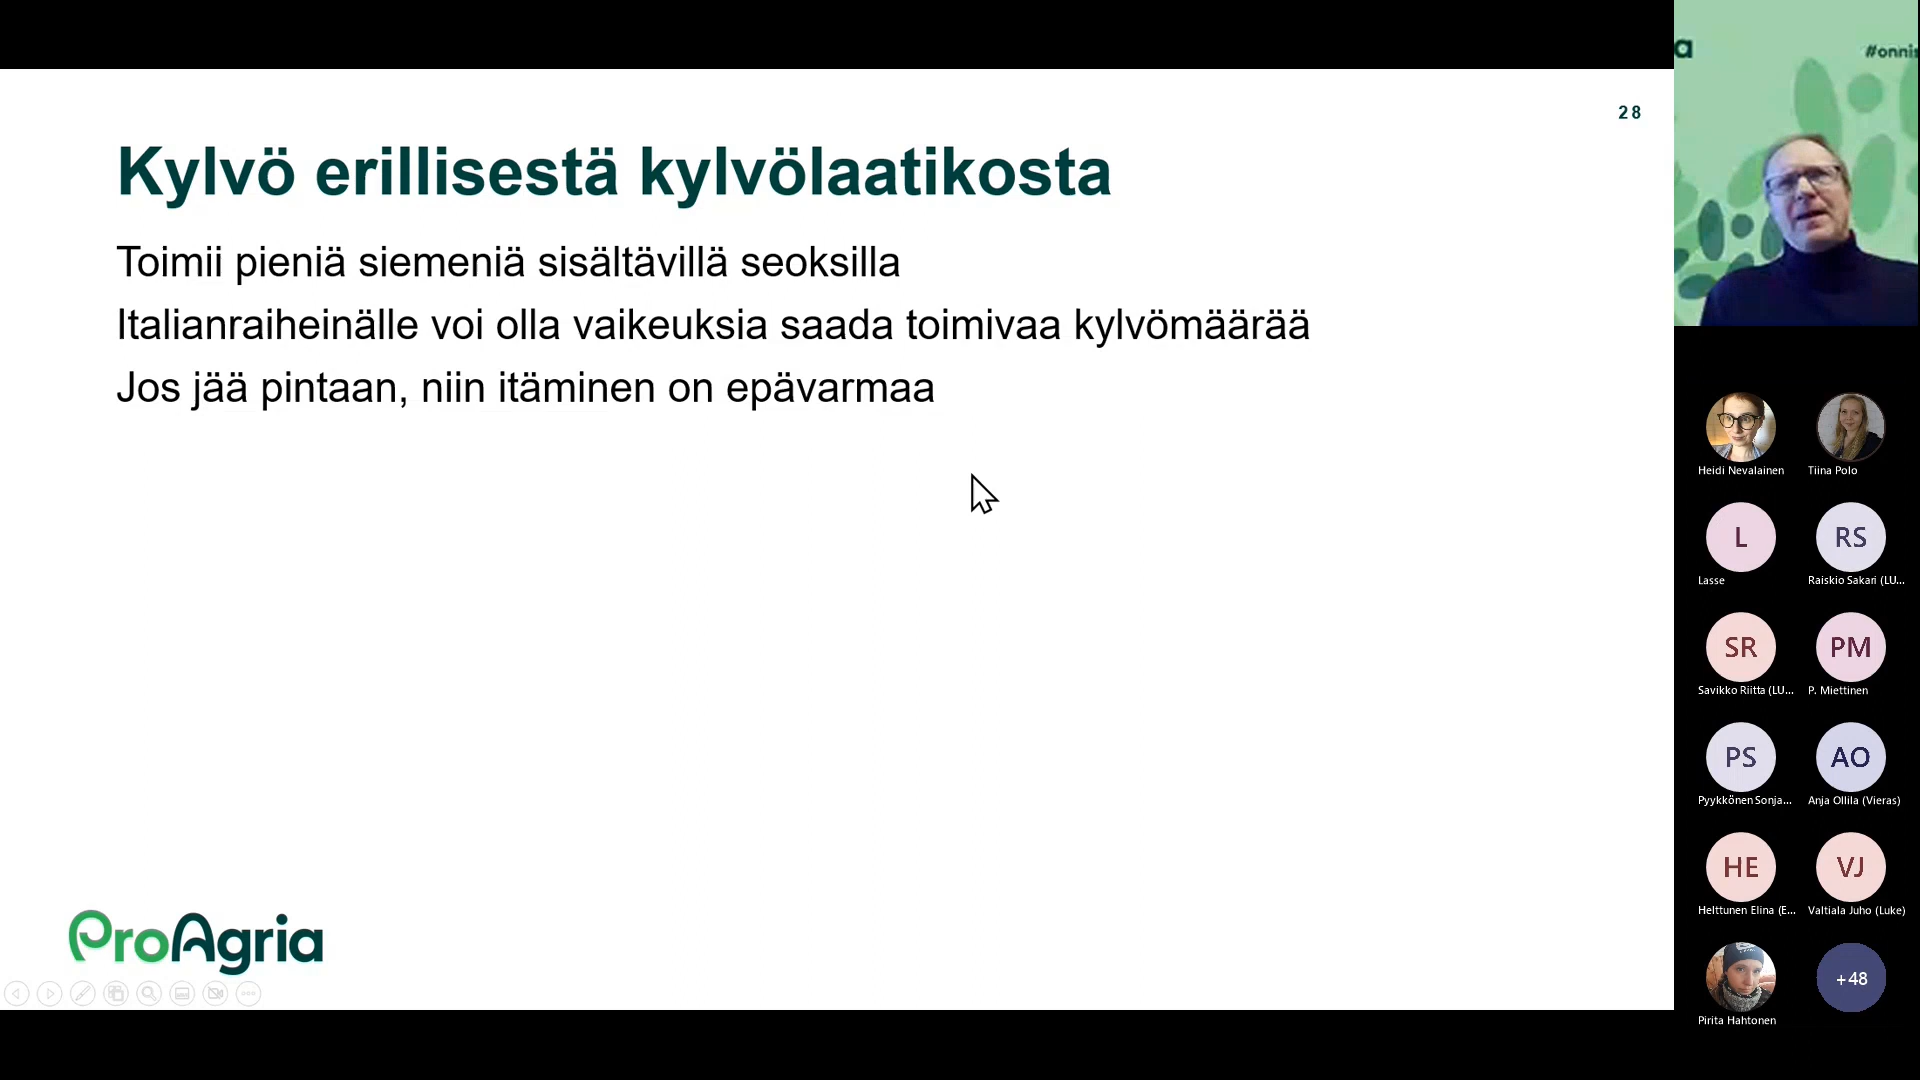 28
Kylvö erillisestä kylvölaatikosta
Toimii pieniä siemeniä sisältävillä seoksilla
Italianraiheinälle voi olla vaikeuksia saada toimivaa kylvömäärää
Jos jää pintaan, niin itäminen on epävarmaa
ProAgria
a
#onnis
Heidi Nevalainen
Tiina Polo
L
Lasse
RS
Raiskio Sakari (LU...
SR
Savikko Riitta (LU...
PM
P. Miettinen
PS
Pyykkönen Sonja...
AO
Anja Ollila (Vieras)
HE
Helttunen Elina (E...
VJ
Valtiala Juho (Luke)
Pirita Hahtonen
+48